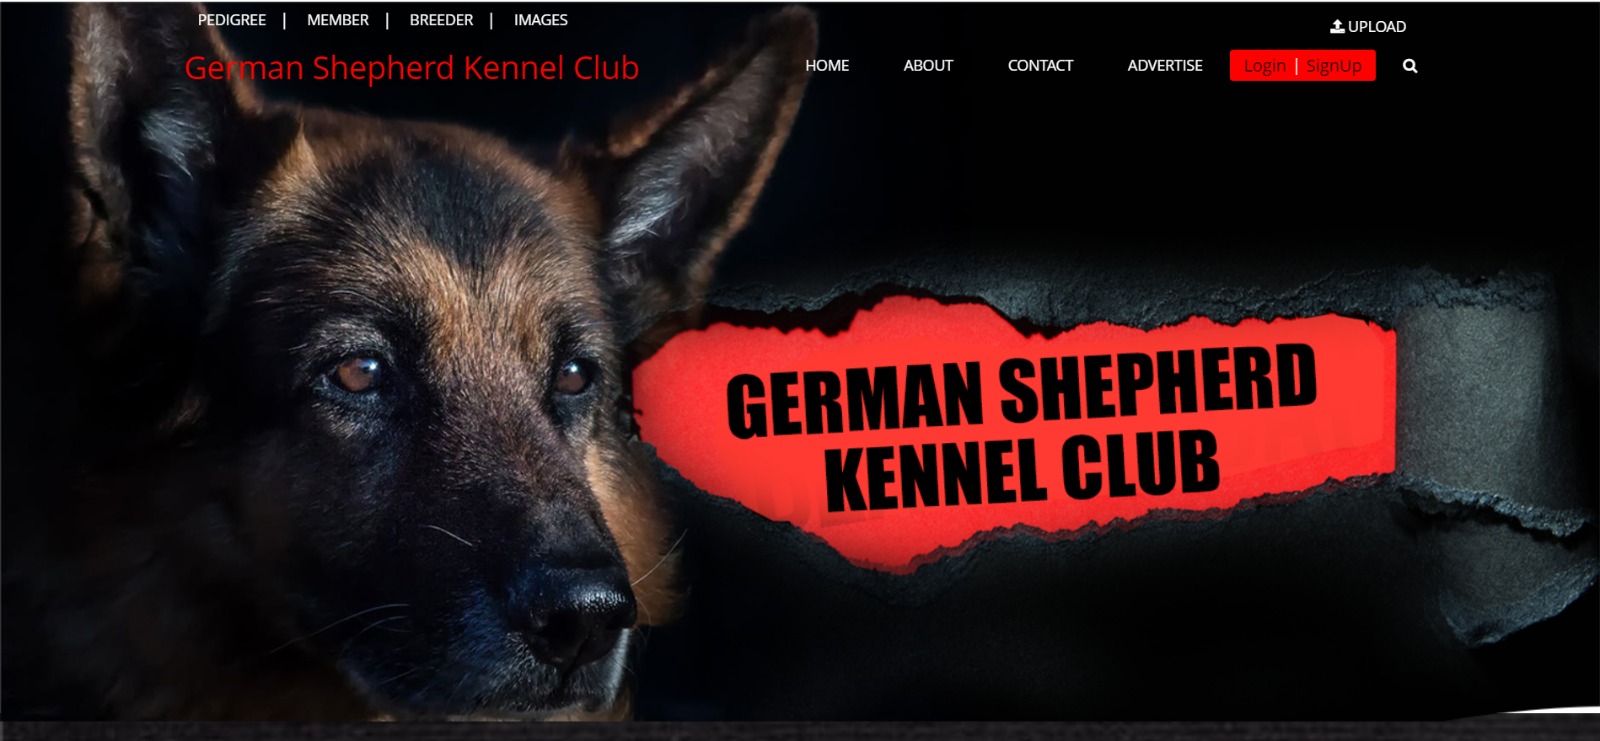 PEDIGREE | MEMBER | BREEDER | IMAGES
UPLOAD
German Shepherd Kennel Club
HOME ABOUT CONTACT ADVERTISE Login | SignUp
GERMAN SHEPHERD
KENNEL CLUB